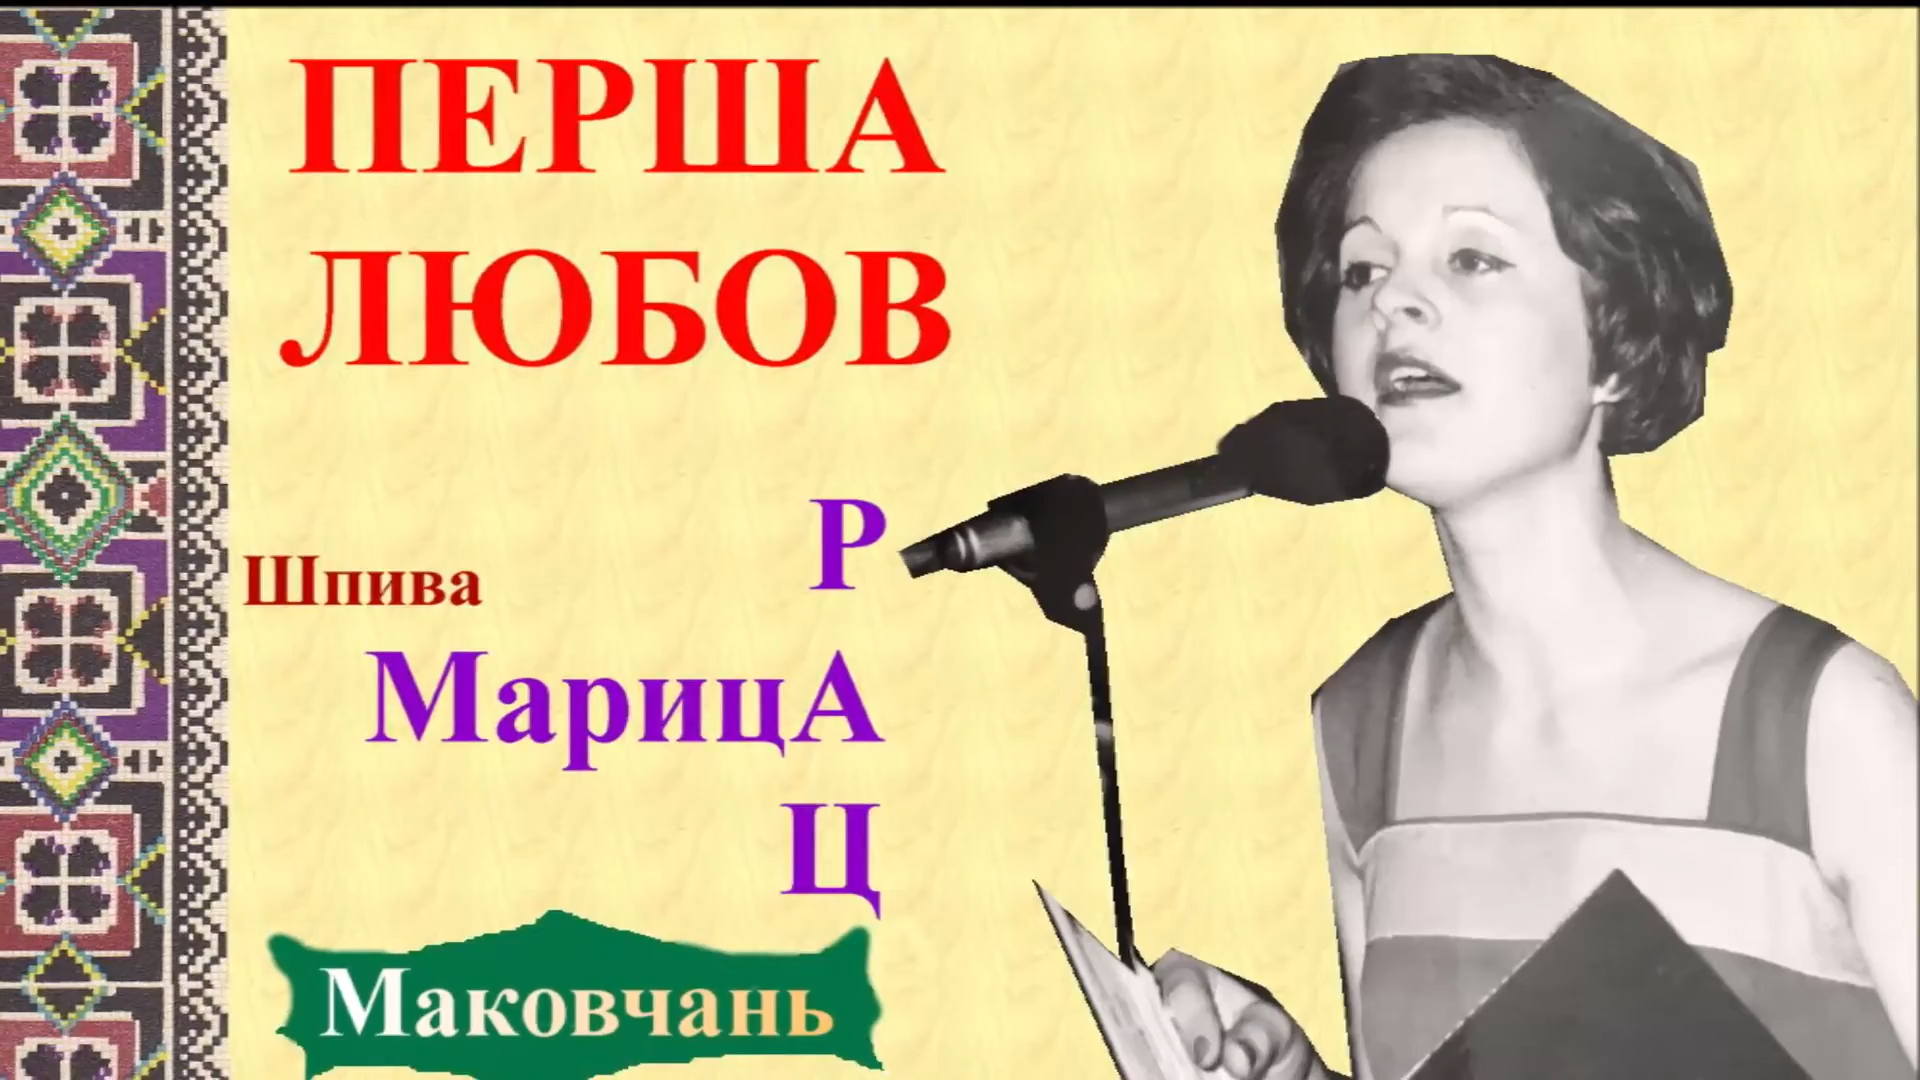 ПЕРША
ЛЮБОВ
Р
Шпива
МарицА
Ц
Маковчань